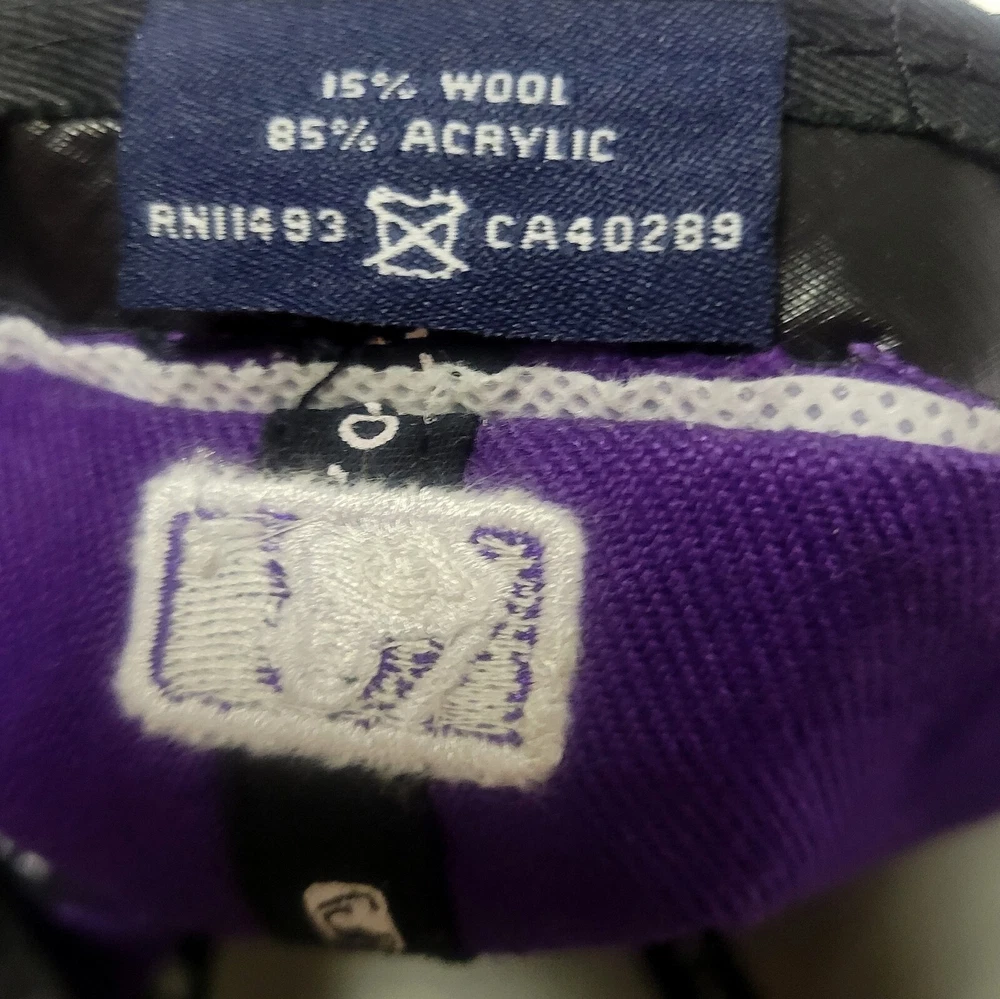 15% WOOL
85% ACRYLIC
RN11493 CA40289